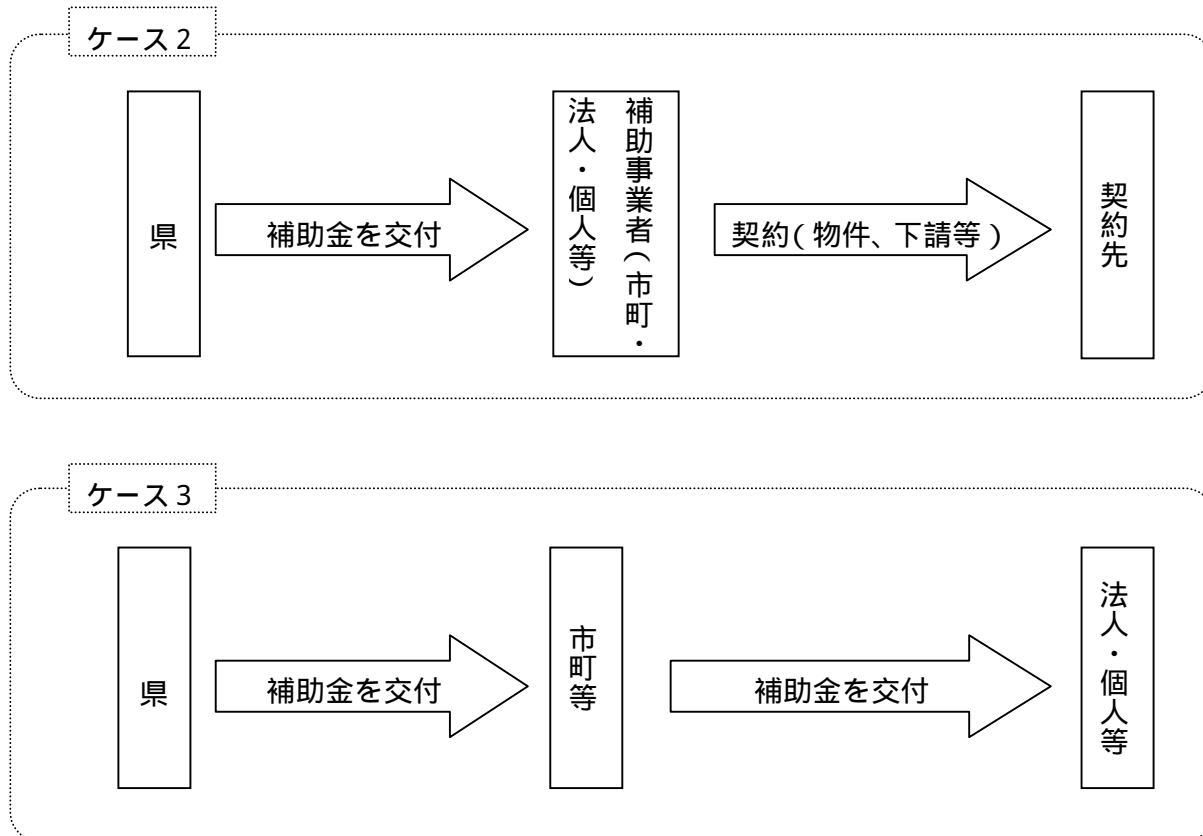 ケース2
県
補助金を交付
補助事業者(市町・
法人・個人等)
契約(物件、下請等)
契約先
ケース3
県
補助金を交付
市町等
補助金を交付
法人・個人等